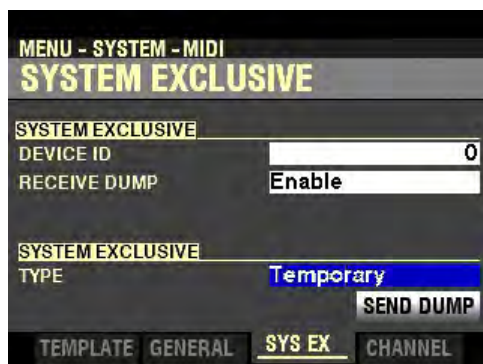 MENU - SYSTEM - MIDI
SYSTEM EXCLUSIVE
SYSTEM EXCLUSIVE
DEVICE ID 0
RECEIVE DUMP Enable
SYSTEM EXCLUSIVE
TYPE Temporary
SEND DUMP
TEMPLATE GENERAL SYS EX CHANNEL